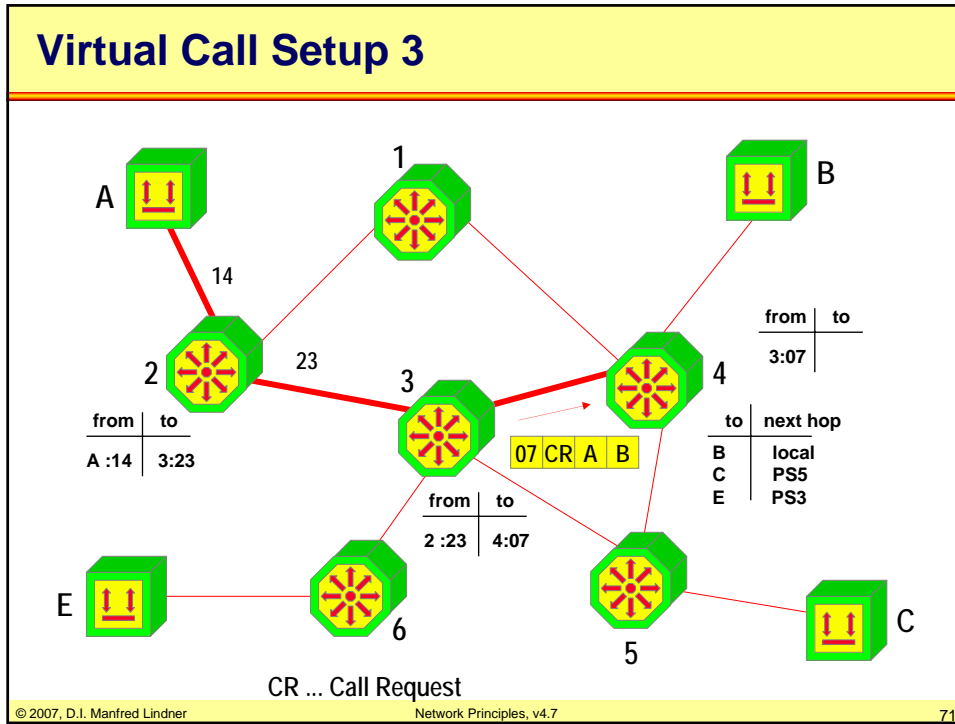 Virtual Call Setup 3
A
1
B
14
from to
3:07
2
23
3
4
from to
A :14 3:23
to next hop
B local
C PS5
E PS3
07 CR A B
from to
2 :23 4:07
E
6
5
C
CR ... Call Request
© 2007, D.I. Manfred Lindner Network Principles, v4.7 71